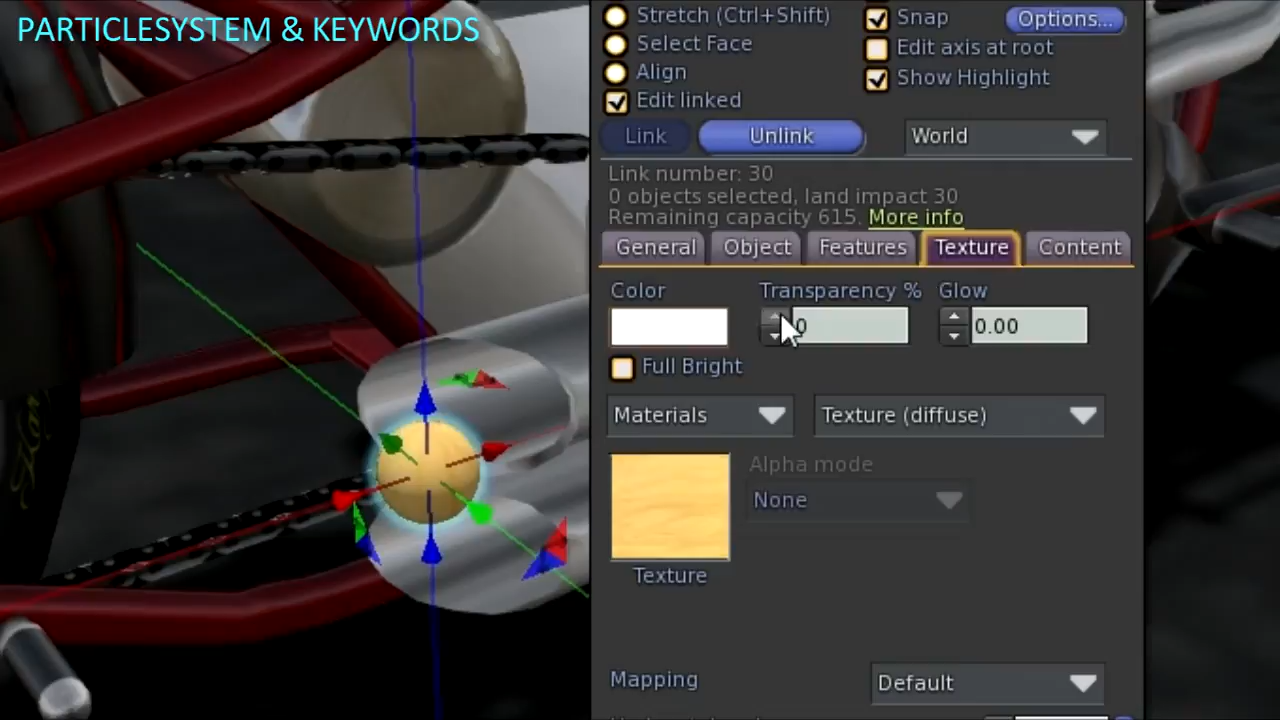 PARTICLESYSTEM & KEYWORDS
Stretch (Ctrl+Shift)
Select Face
Align
Edit linked
Snap
Options...
Edit axis at root
Show Highlight
Link
Unlink
World
Link number: 30
0 objects selected, land impact 30
Remaining capacity 615. More info
General Object Features Texture Content
Color Transparency % Glow
0 0.00
Full Bright
Materials Texture (diffuse)
Alpha mode
None
Texture
Mapping Default